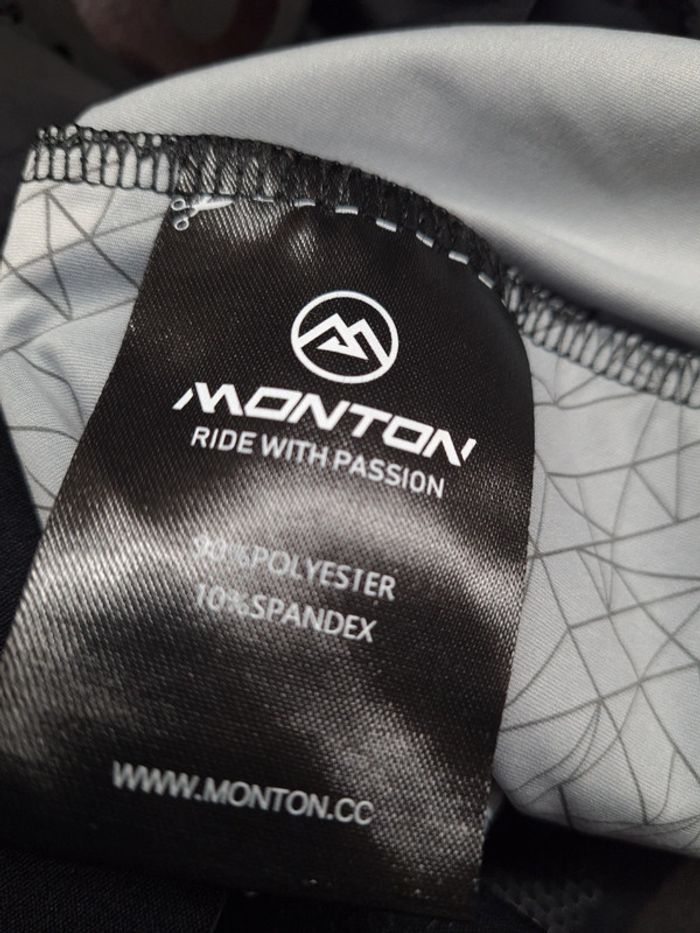 MONTON
RIDE WITH PASSION
90%POLYESTER
10%SPANDEX
WWW.MONTON.CC